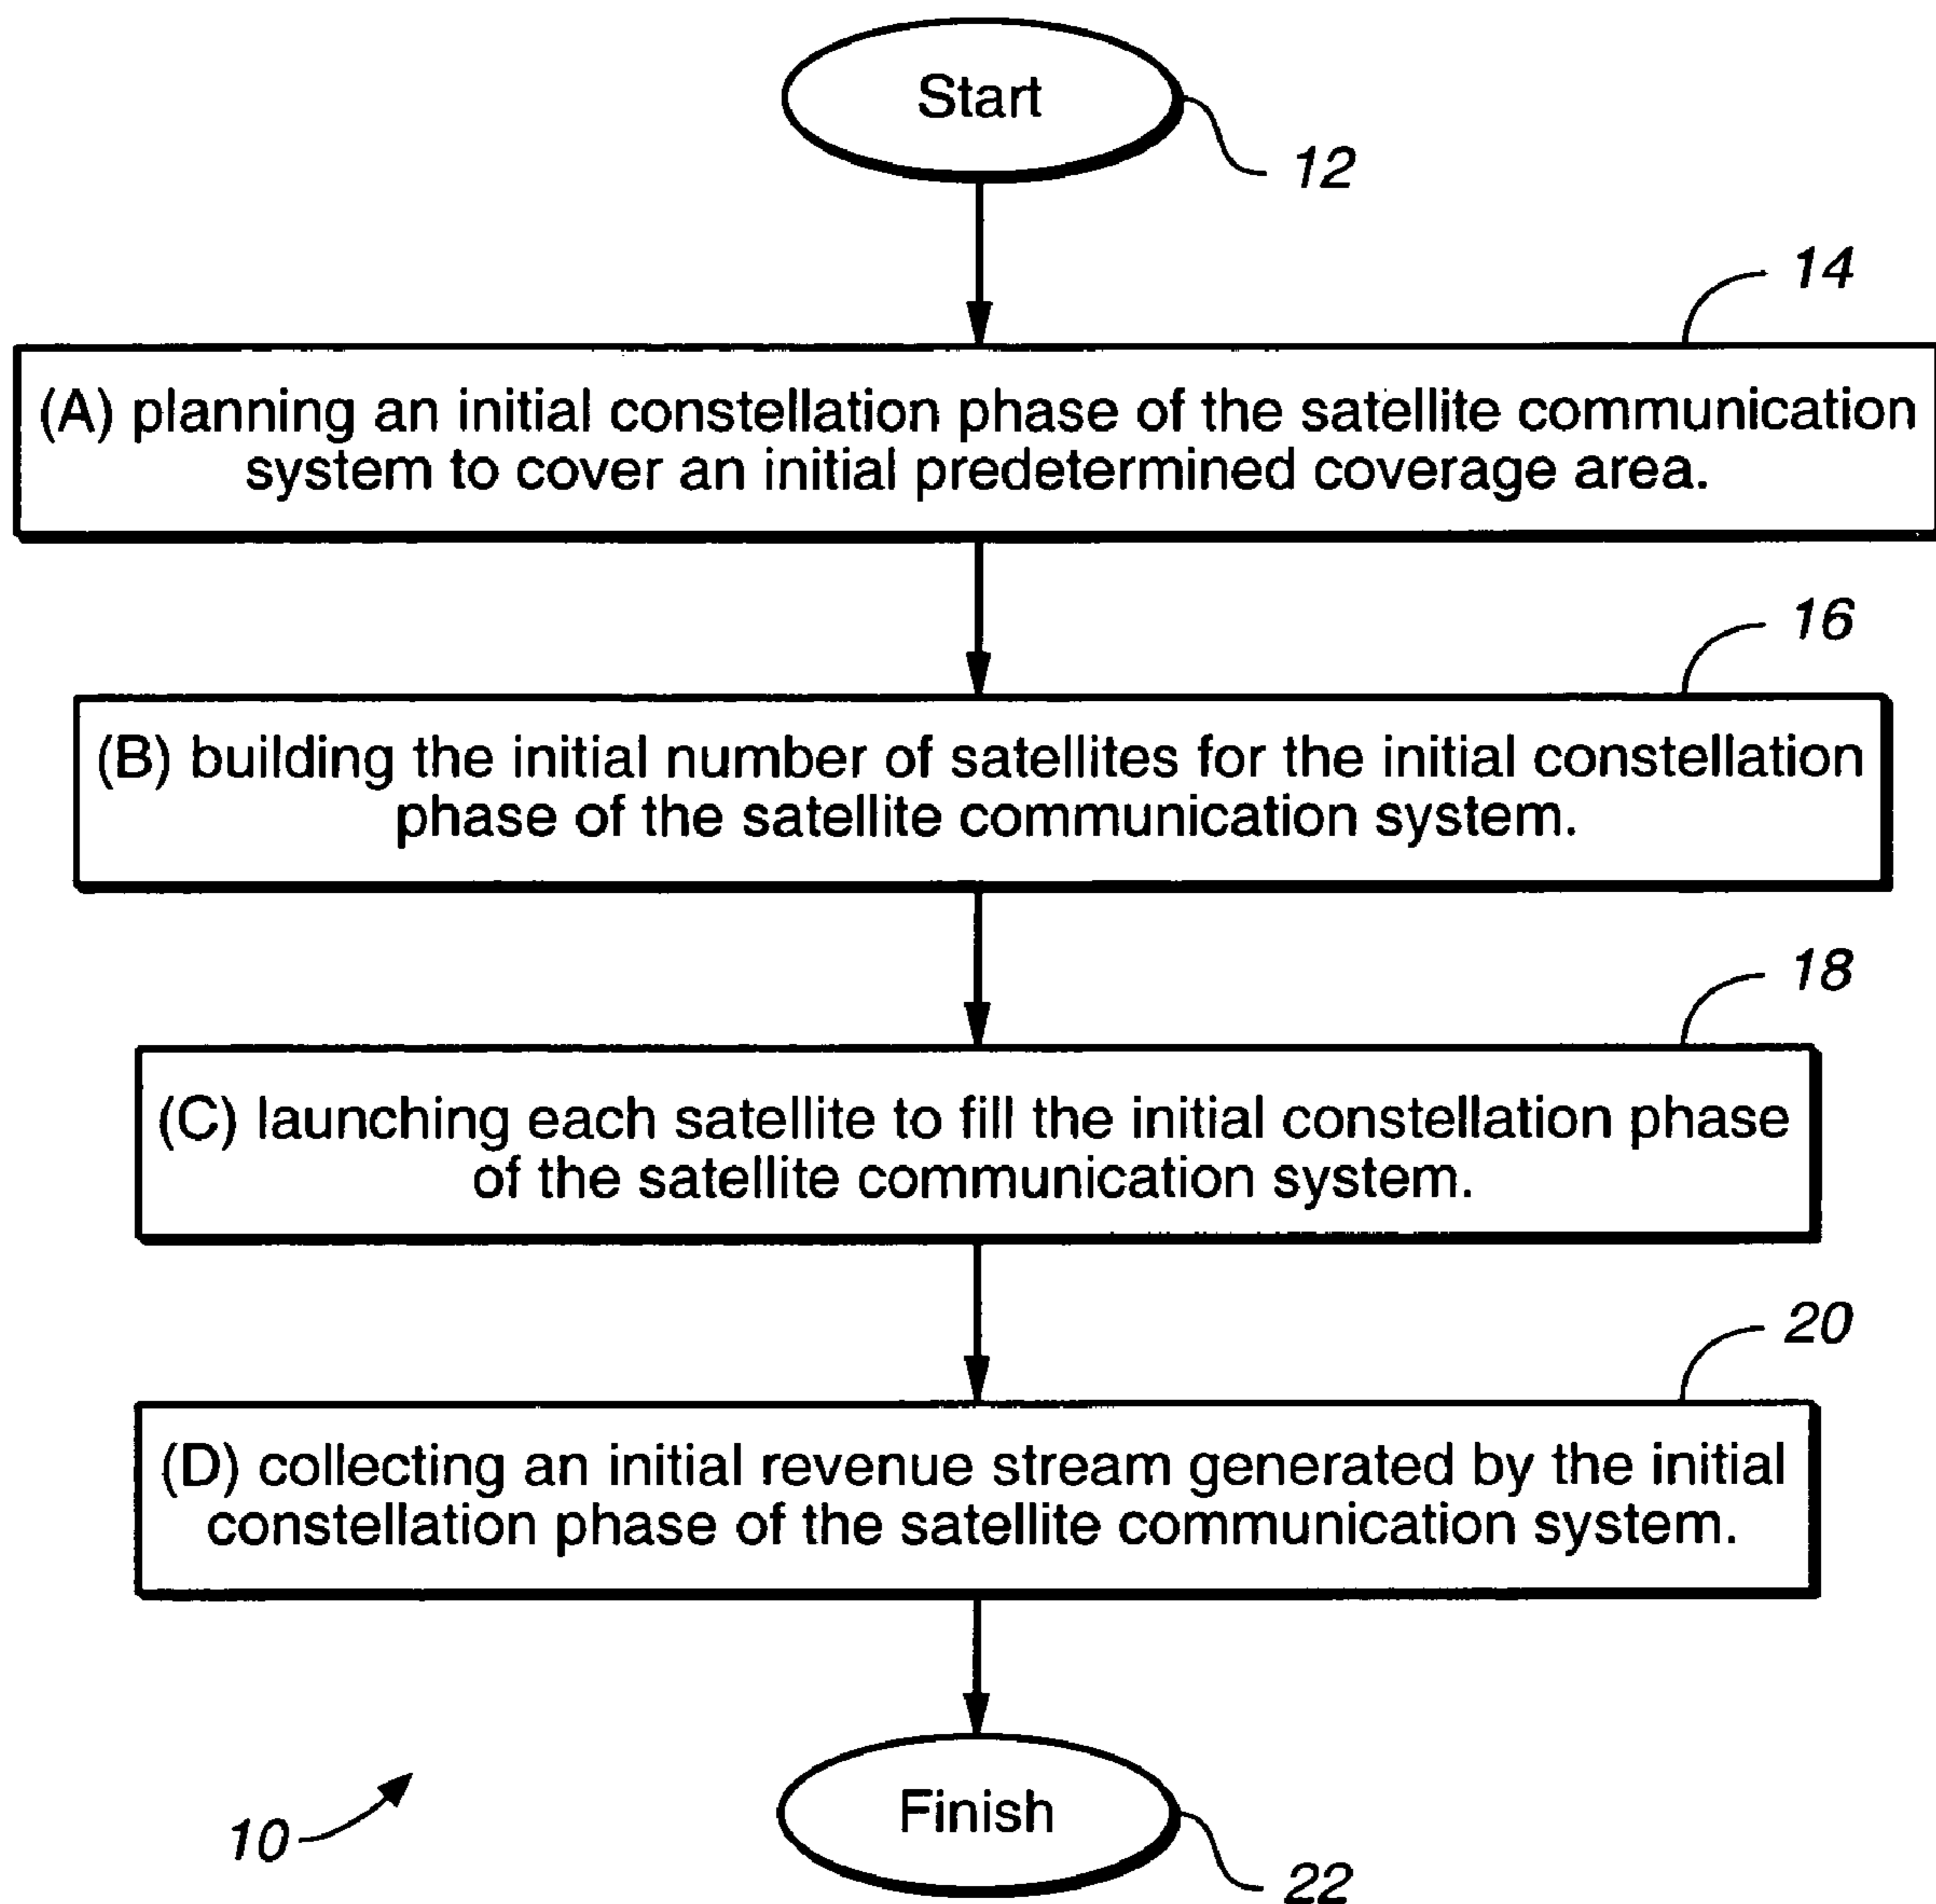 Start
12
14
(A) planning an initial constellation phase of the satellite communication
system to cover an initial predetermined coverage area.
16
(B) building the initial number of satellites for the initial constellation
phase of the satellite communication system.
18
(C) launching each satellite to fill the initial constellation phase
of the satellite communication system.
20
(D) collecting an initial revenue stream generated by the initial
constellation phase of the satellite communication system.
Finish
10
22